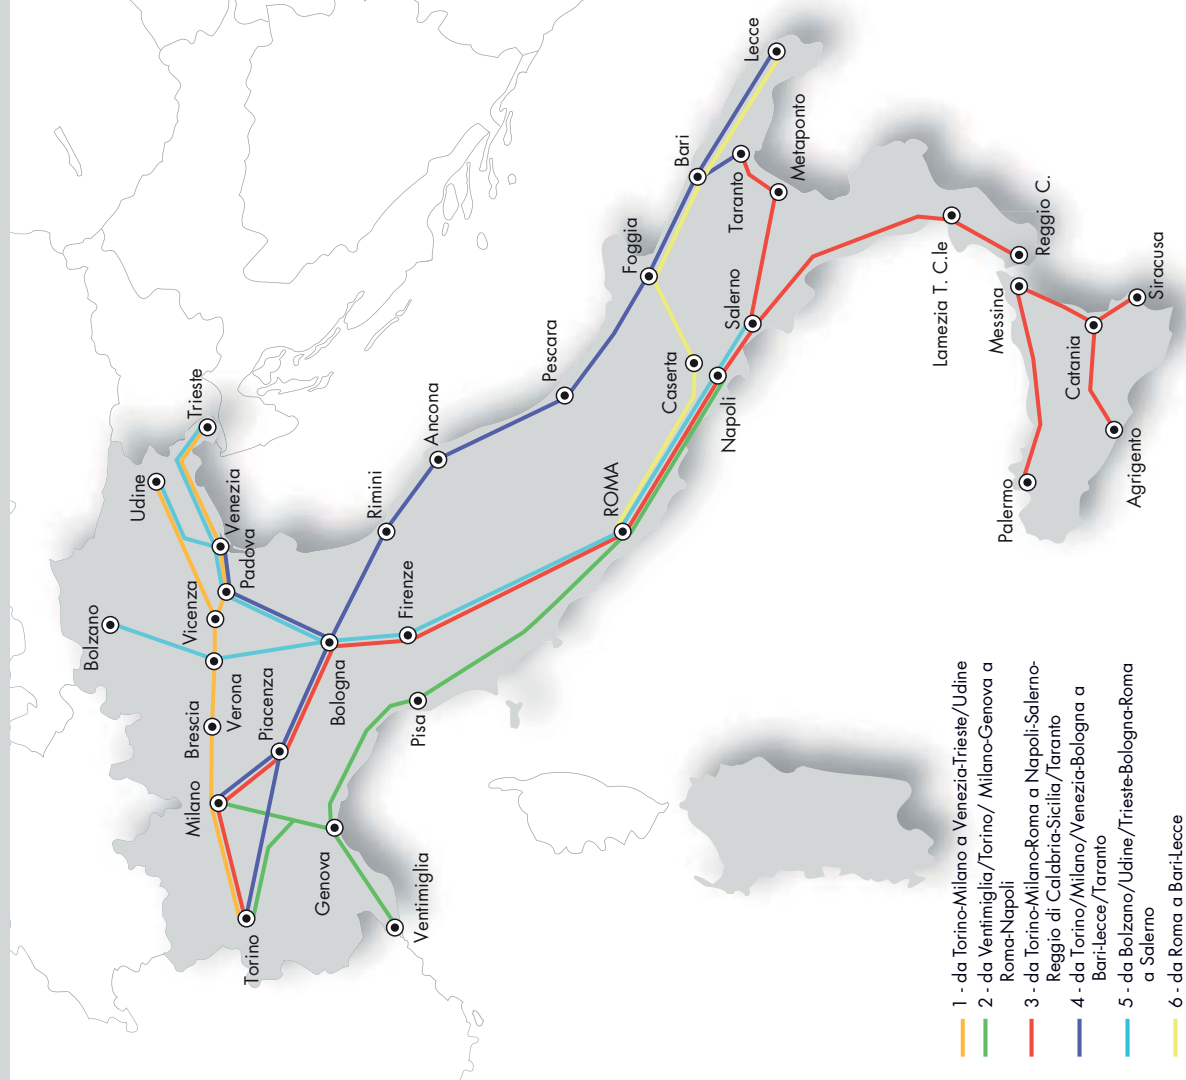 Lecce
Bari
Metaponto
Taranto
Foggia
Reggio C.
Siracusa
Salerno
Lamezia T. C.le
Messina
Pescara
Caserta
Catania
Trieste
Ancona
Napoli
Agrigento
Udine
Venezia
Rimini
ROMA
Palermo
Padova
Vicenza
Firenze
Bolzano
Verona
Bologna
Piacenza
Brescia
Pisa
Milano
Genova
Ventimiglia
Torino
1 - da Torino-Milano a Venezia-Trieste/Udine
2 - da Ventimiglia/Torino/ Milano-Genova a
Roma-Napoli
3 - da Torino-Milano-Roma a Napoli-Salerno-
Reggio di Calabria-Sicilia/Taranto
4 - da Torino/Milano/Venezia-Bologna a
Bari-Lecce/Taranto
5 - da Bolzano/Udine/Trieste-Bologna-Roma
a Salerno
6 - da Roma a Bari-Lecce